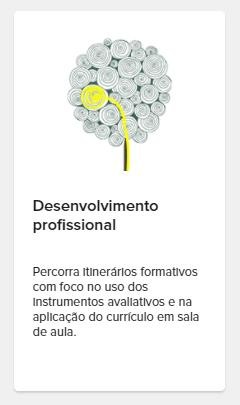 Desenvolvimento
profissional
Percorra itinerários formativos
com foco no uso dos
instrumentos avaliativos e na
aplicação do currículo em sala
de aula.